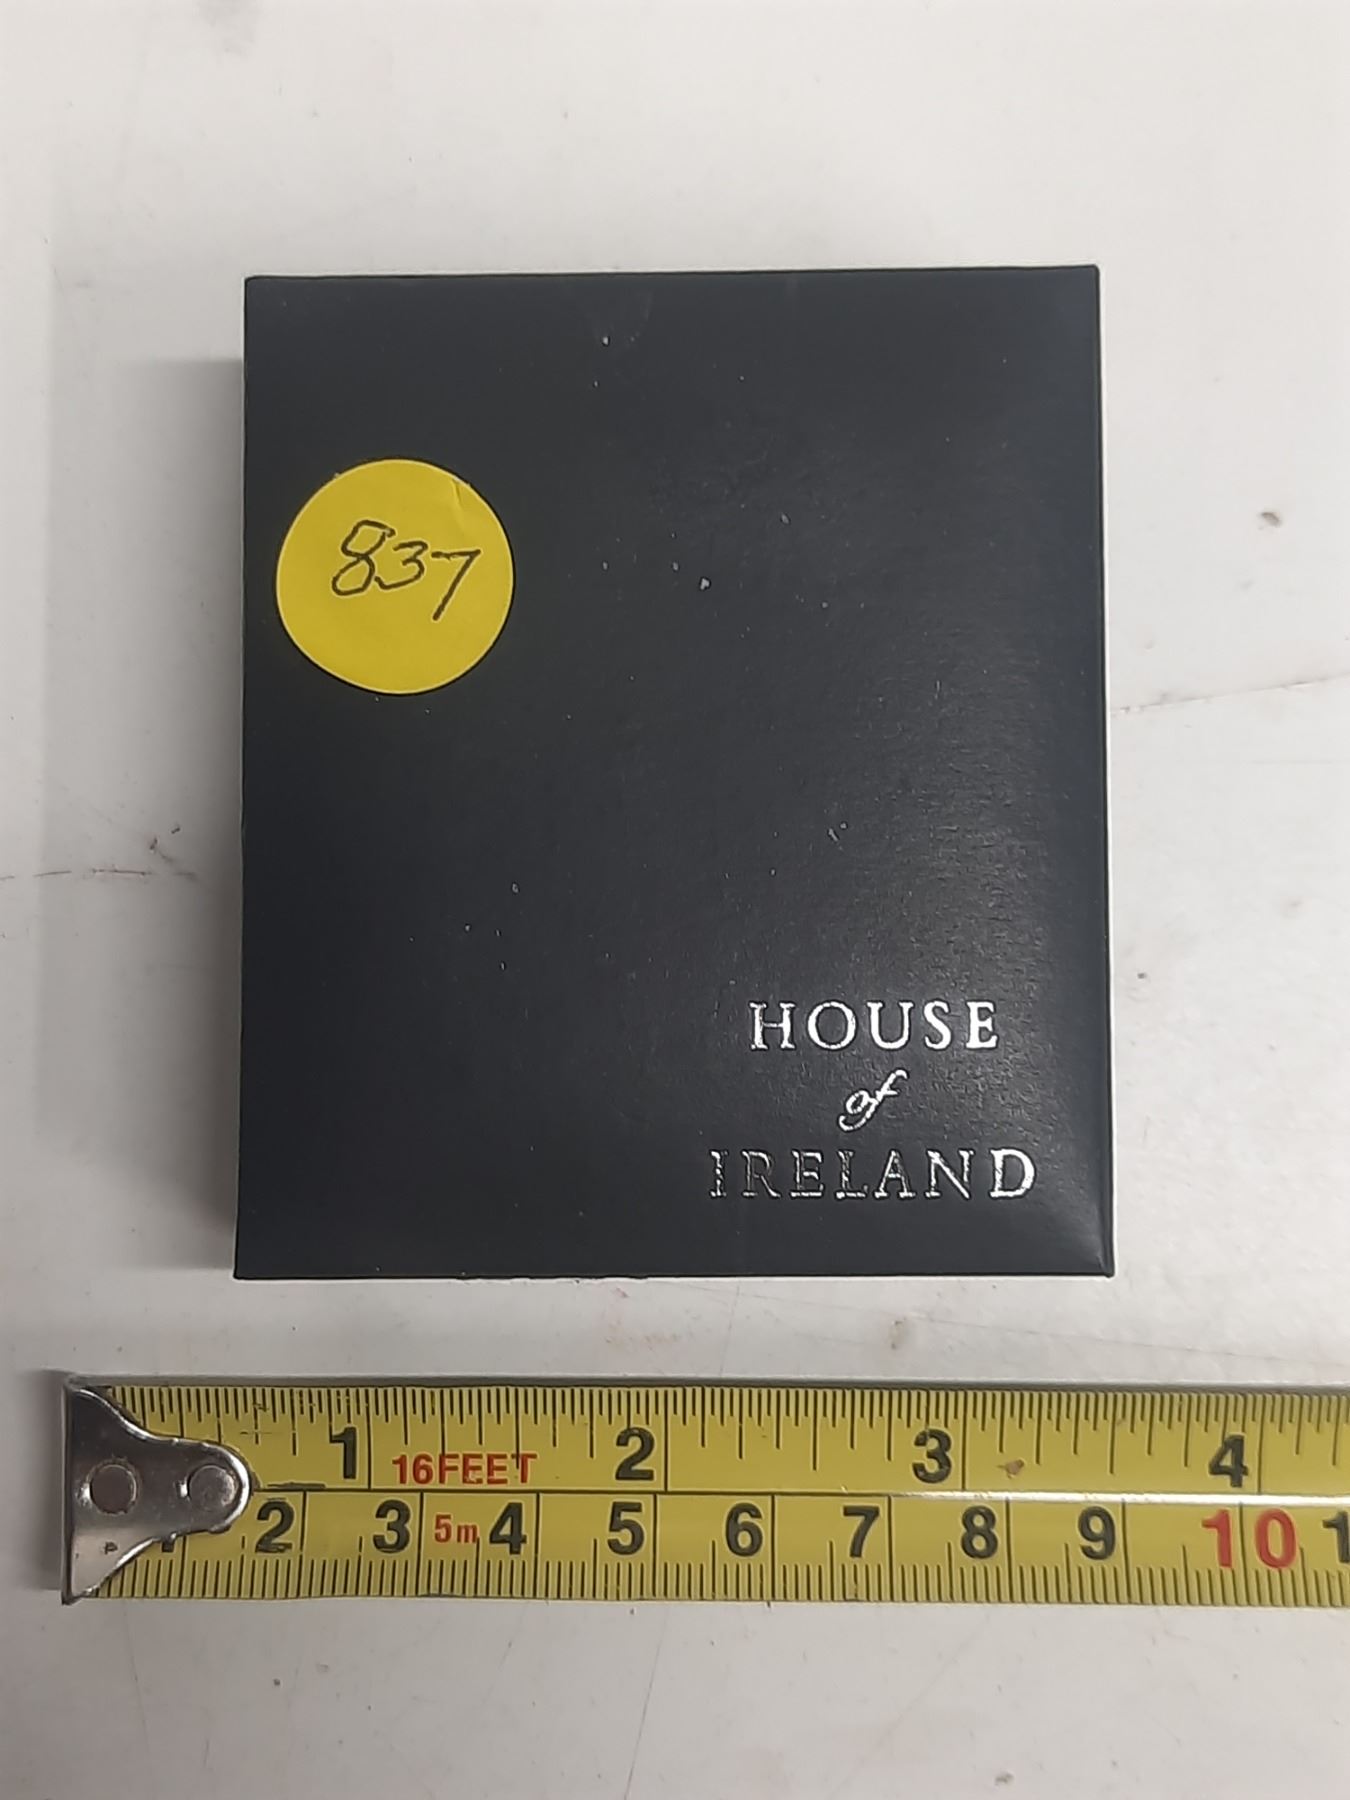 837
HOUSE
of
IRELAND
1 16FEET 2 3 4
2 3 5m 4 5 6 7 8 9 10